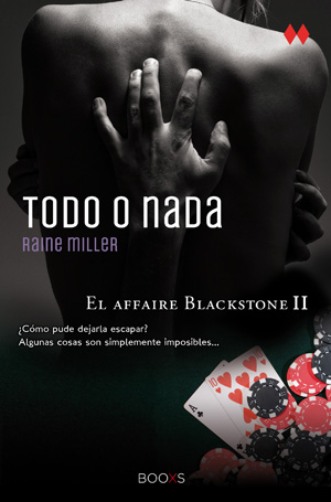 TODO O NADA
RAINE MILLER
EL AFFAIRE BLACKSTONE II
¿Cómo pude dejarla escapar?
Algunas cosas son simplemente imposibles...
BOOXS